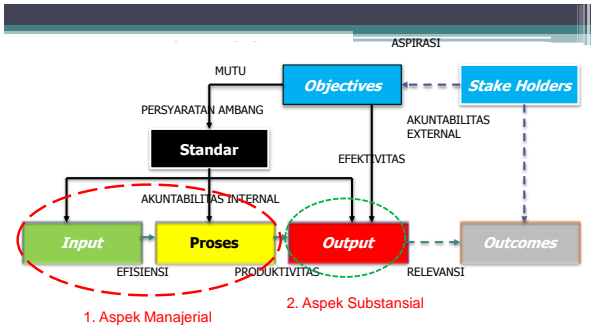 ASPIRASI
MUTU
Objectives
Stake Holders
PERSYARATAN AMBANG
AKUNTABILITAS
EXTERNAL
Standar
EFEKTIVITAS
AKUNTABILITAS INTERNAL
Input
Proses
Output
Outcomes
EFISIENSI
PRODUKTIVITAS
RELEVANSI
1. Aspek Manajerial
2. Aspek Substansial